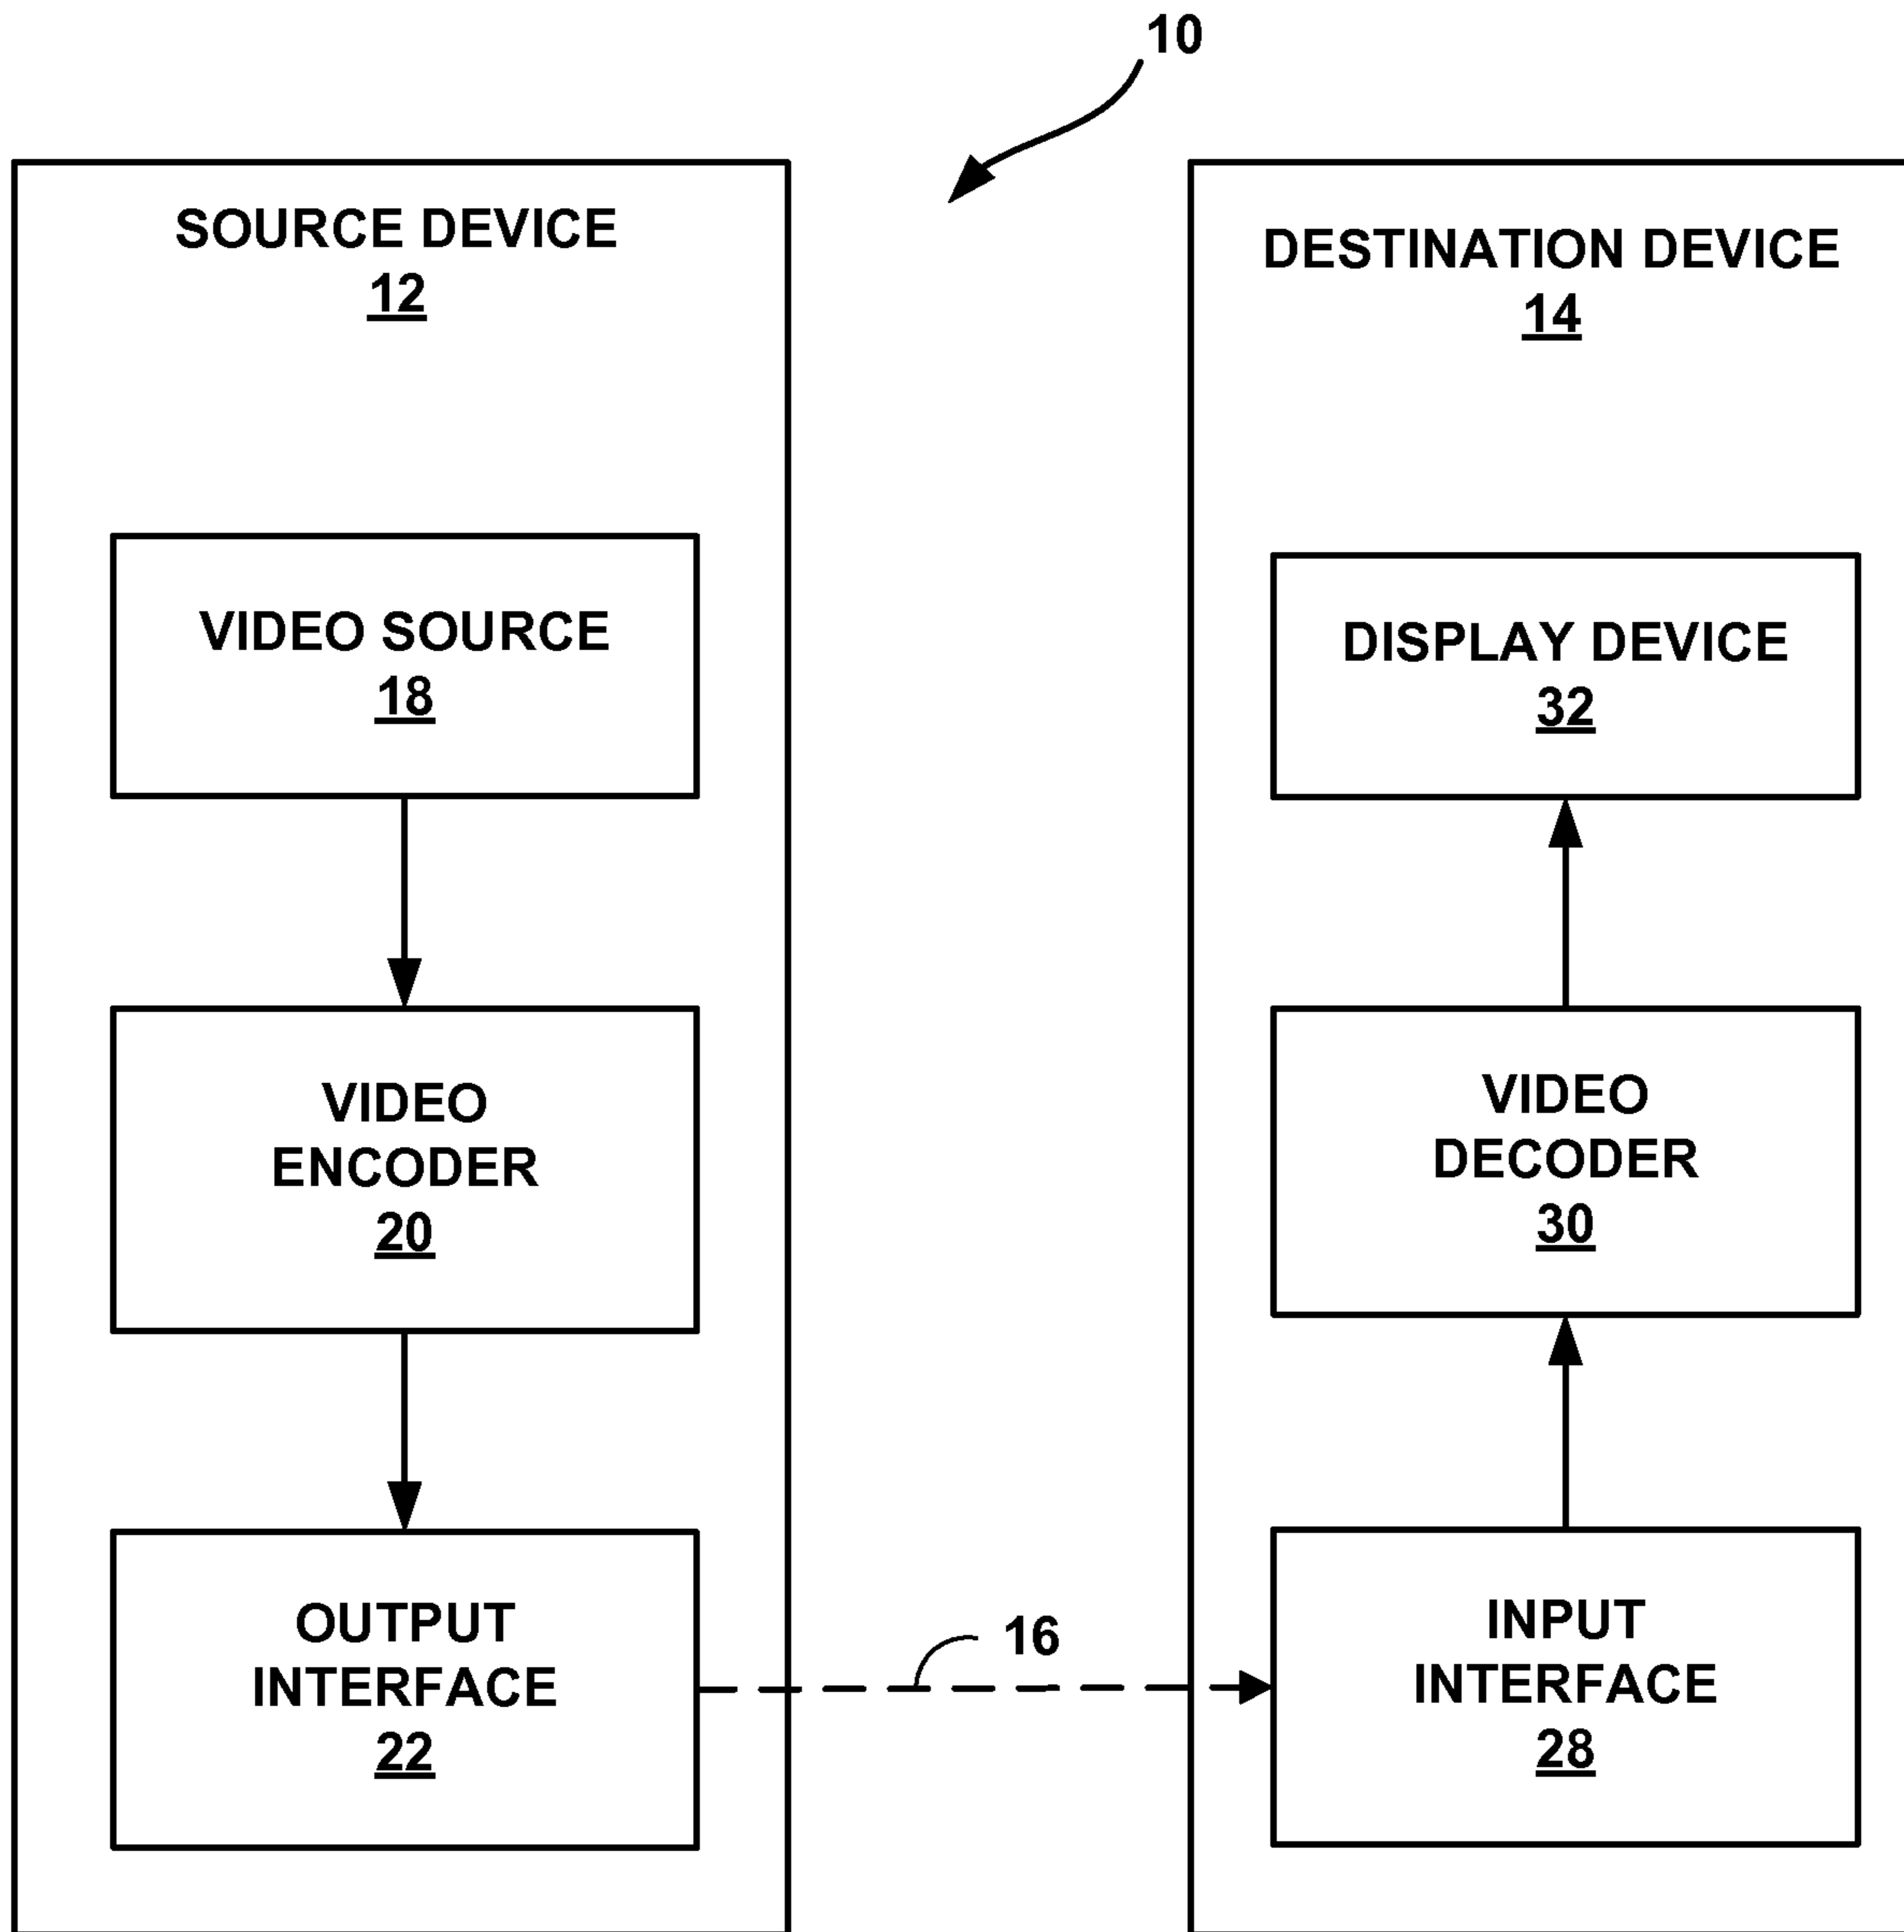 10
SOURCE DEVICE
12
VIDEO SOURCE
18
VIDEO
ENCODER
20
OUTPUT
INTERFACE
22
16
DESTINATION DEVICE
14
DISPLAY DEVICE
32
VIDEO
DECODER
30
INPUT
INTERFACE
28